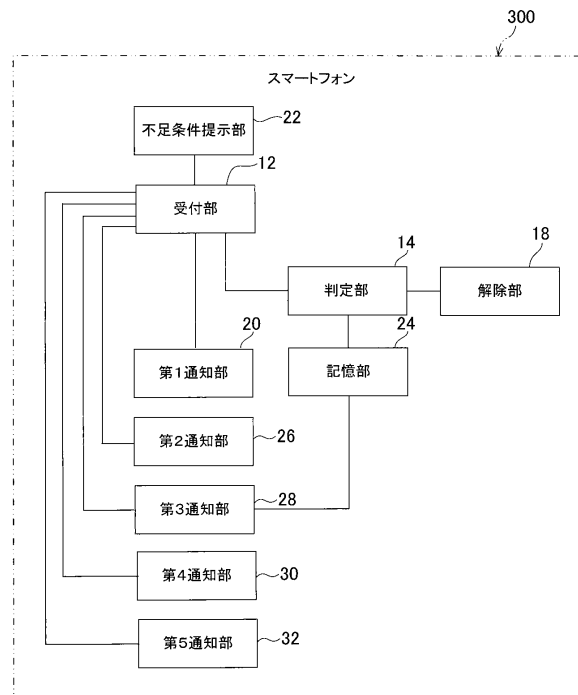 300
スマートフォン
不足条件提示部
22
12
受付部
14
判定部
18
解除部
20
第1通知部
24
記憶部
第2通知部
26
第3通知部
28
第4通知部
30
第5通知部
32